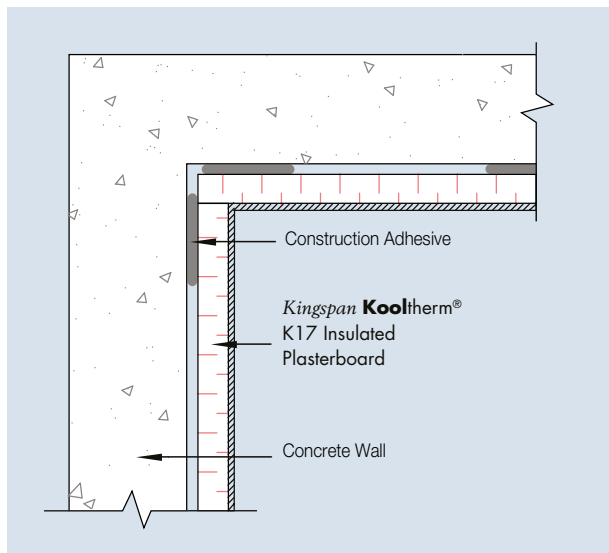 Construction Adhesive
Kingspan Kooltherm®
K17 Insulated
Plasterboard
Concrete Wall